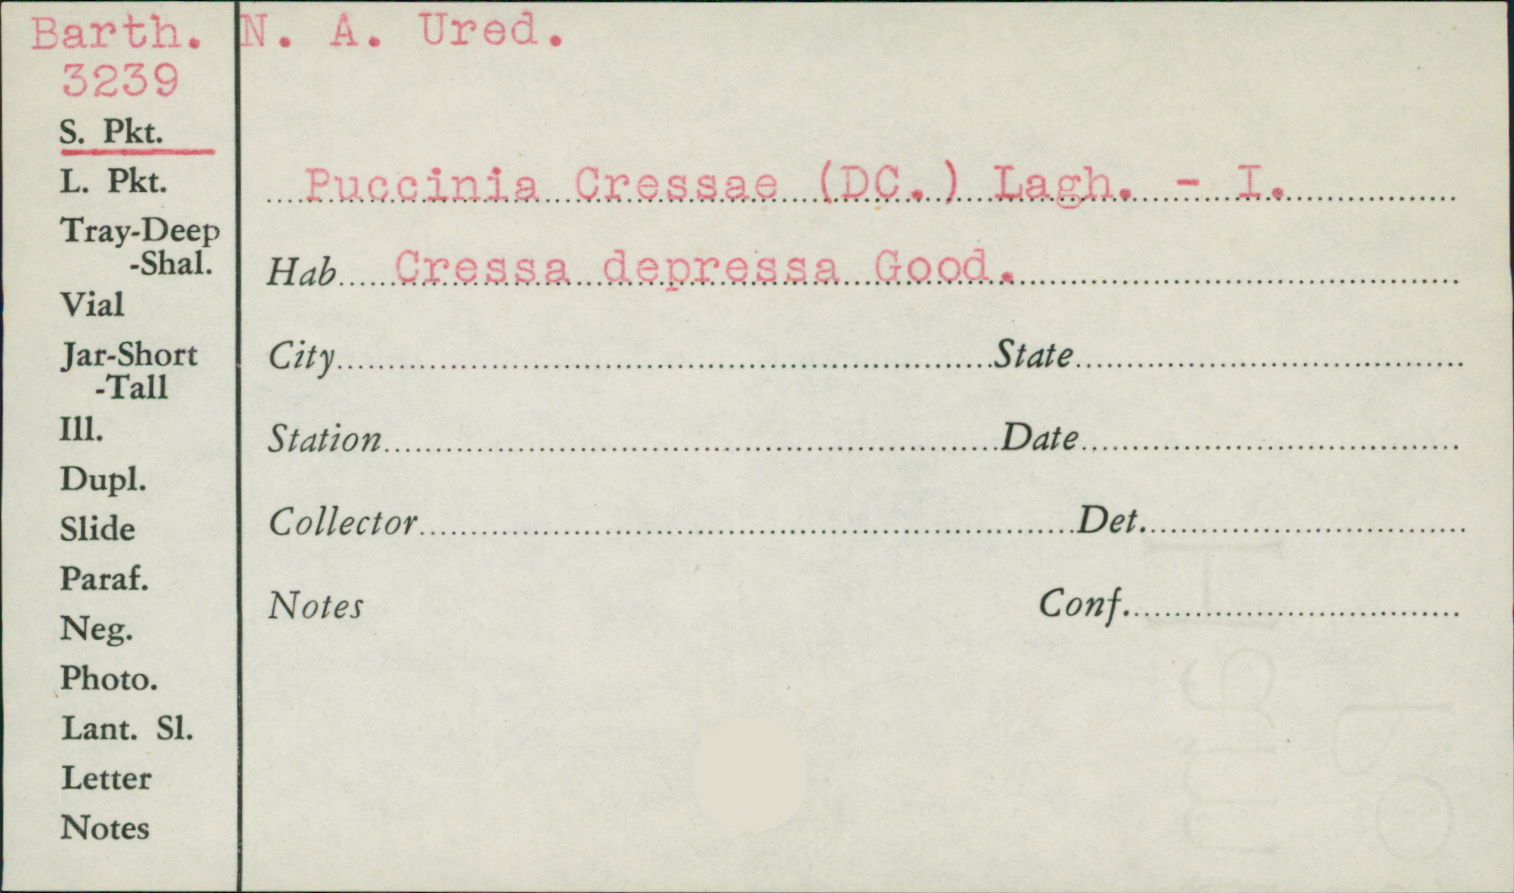 Barth. N. A. Ured.
3239
S. Pkt.
L. Pkt.
Tray-Deep
-Shal.
Vial
Jar-Short
-Tall
Ill.
Dupl.
Slide
Paraf.
Neg.
Photo.
Lant. Sl.
Letter
Notes
Puccinia Cressae (DC.) Lagh. - I.
Hab Cressa depressa Good.
City State
Station Date
Collector Det.
Notes Conf.